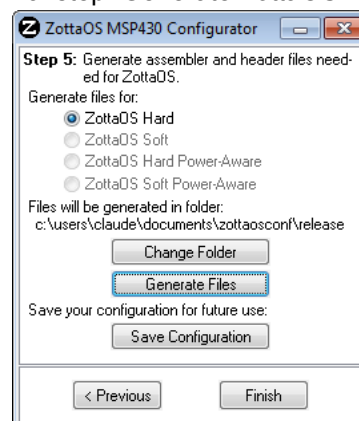 ZottaOS MSP430 Configurator
Step 5: Generate assembler and header files need-
ed for ZottaOS.
Generate files for:
ZottaOS Hard
ZottaOS Soft
ZottaOS Hard Power-Aware
ZottaOS Soft Power-Aware
Files will be generated in folder:
c:\users\claude\documents\zottaosconf\release
Change Folder
Generate Files
Save your configuration for future use:
Save Configuration
< Previous
Finish